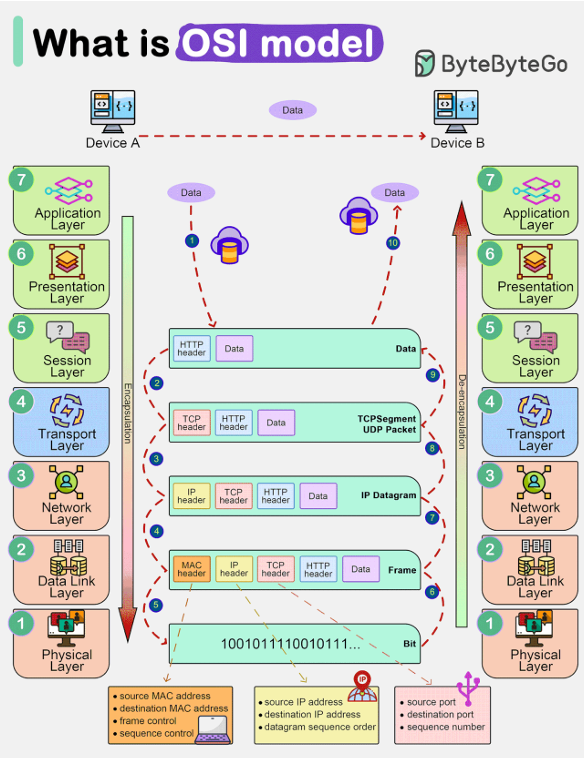 What is OSI model
ByteByteGo
Device A
Data
Device B
7
Application
Layer
6
Presentation
Layer
5
?
Session
Layer
4
Transport
Layer
3
Network
Layer
2
Data Link
Layer
1
Physical
Layer
Encapsulation
Data
1
Data
10
HTTP
header
Data
Data
2
9
TCP
header
HTTP
header
Data
TCPSegment
UDP Packet
3
8
IP
header
TCP
header
HTTP
header
Data
IP Datagram
4
7
MAC
header
IP
header
TCP
header
HTTP
header
Data
Frame
5
6
1001011110010111...
Bit
De-encapsulation
7
Application
Layer
6
Presentation
Layer
5
?
Session
Layer
4
Transport
Layer
3
Network
Layer
2
Data Link
Layer
1
Physical
Layer
• source MAC address
• destination MAC address
• frame control
• sequence control
IP
• source IP address
• destination IP address
• datagram sequence order
• source port
• destination port
• sequence number